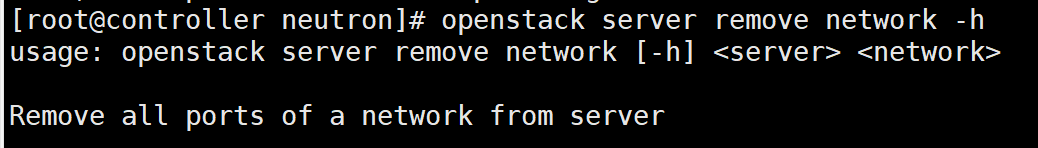 [root@controller neutron]# openstack server remove network -h
usage: openstack server remove network [-h] <server> <network>
Remove all ports of a network from server